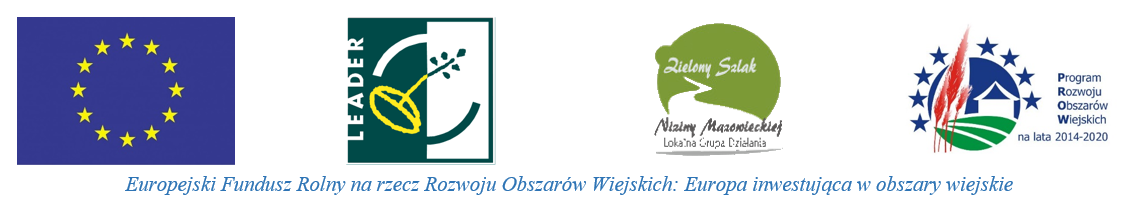 LEADER
Zielony Szlak
Niziny Mazowieckiej
Lokalna Grupa Działania
Program
Rozwoju
Obszarów
Wiejskich
na lata 2014-2020
Europejski Fundusz Rolny na rzecz Rozwoju Obszarów Wiejskich: Europa inwestująca w obszary wiejskie